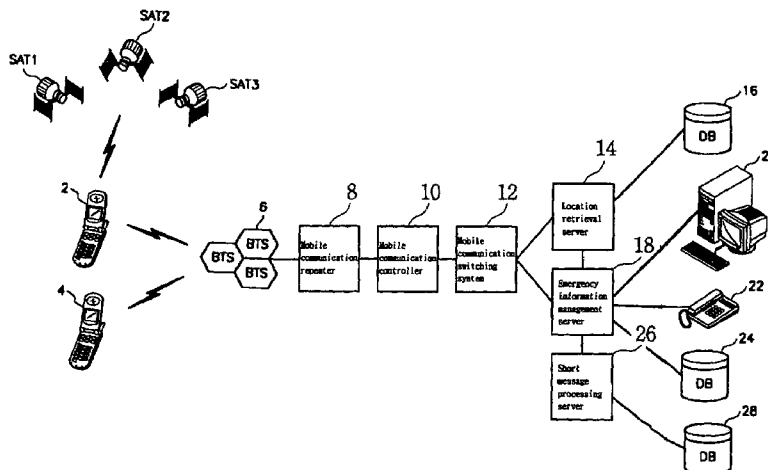 SAT2
SAT1
SAT3
16
DB
14
2
2
8
10
12
Location
retrieval
server
6
BTS
BTS
BTS
Mobile
communication
repeater
Mobile
communication
controller
Mobile
communication
switching
system
18
4
Emergency
information
management
server
22
26
24
DB
Short
message
processing
server
28
DB